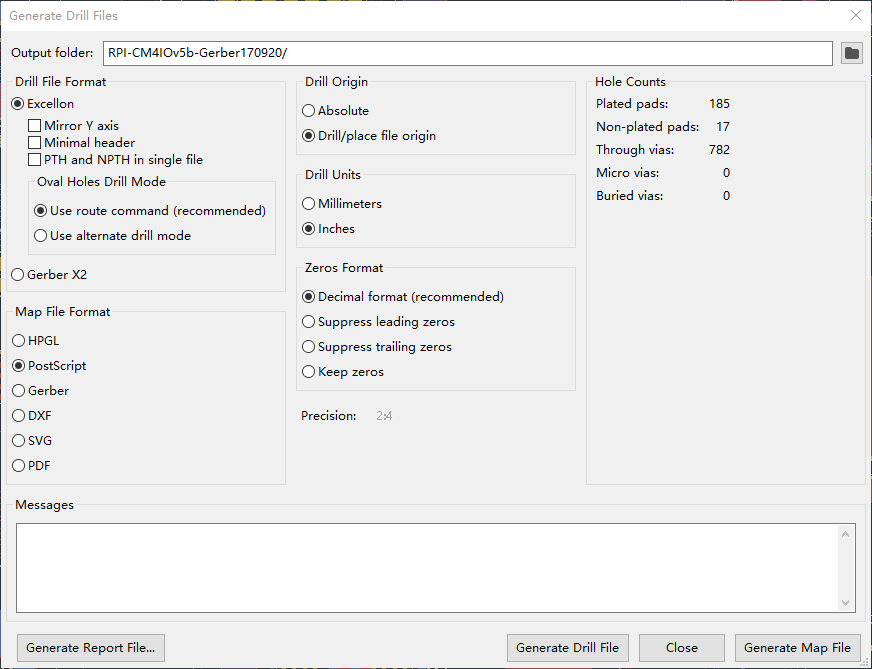 Generate Drill Files
Output folder: RPI-CM4IOv5b-Gerber170920/
Drill File Format
Excellon
Mirror Y axis
Minimal header
PTH and NPTH in single file
Oval Holes Drill Mode
Use route command (recommended)
Use alternate drill mode
Gerber X2
Map File Format
HPGL
PostScript
Gerber
DXF
SVG
PDF
Drill Origin
Absolute
Drill/place file origin
Drill Units
Millimeters
Inches
Zeros Format
Decimal format (recommended)
Suppress leading zeros
Suppress trailing zeros
Keep zeros
Precision: 2:4
Hole Counts
Plated pads: 185
Non-plated pads: 17
Through vias: 782
Micro vias: 0
Buried vias: 0
Messages
Generate Report File...
Generate Drill File
Close
Generate Map File